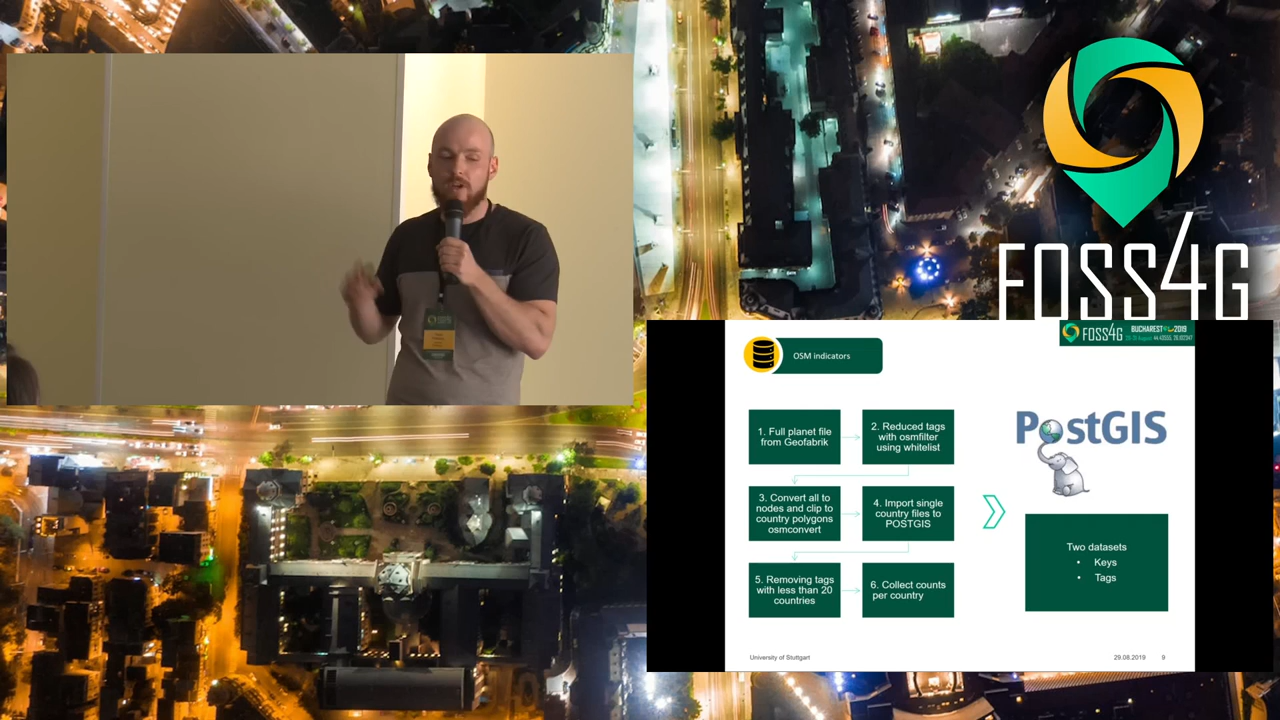 FOSS4G
FOSS4G BUCHAREST 2019
OSM indicators
1. Full planet file
from Geofabrik
2. Reduced tags
with osmfilter
using whitelist
3. Convert all to
nodes and clip to
country polygons
osmconvert
4. Import single
country files to
POSTGIS
5. Removing tags
with less than 20
countries
6. Collect counts
per country
PostGIS
Two datasets
• Keys
• Tags
University of Stuttgart
29.08.2019
9